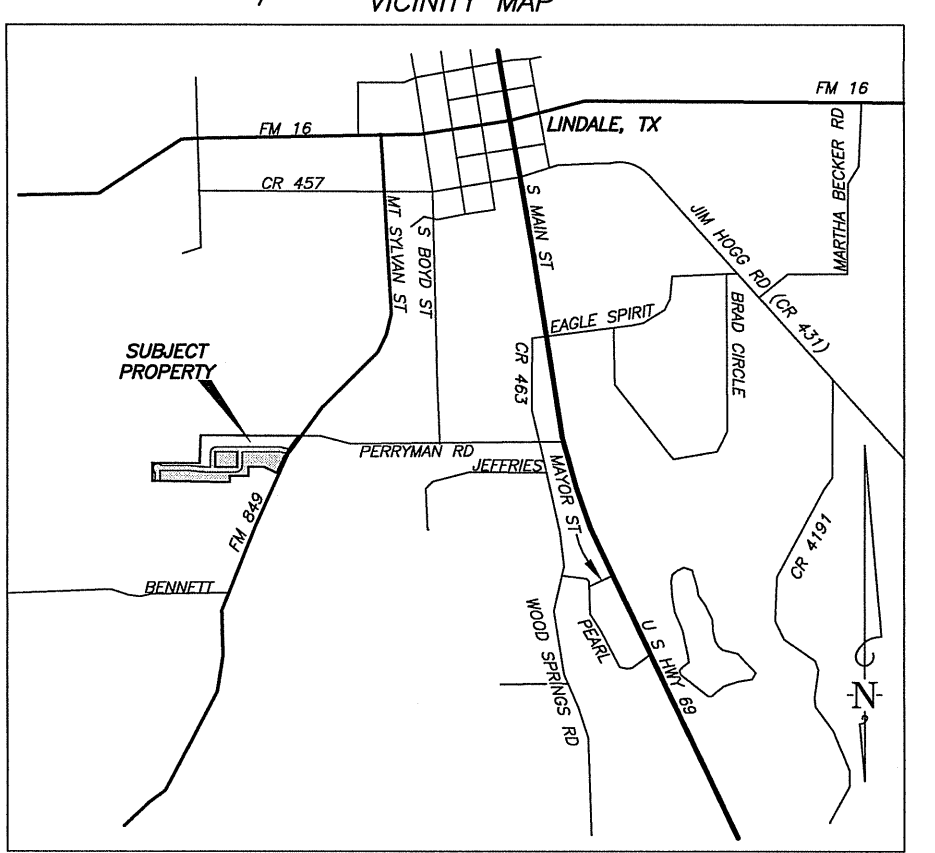 VICINITY MAP
FM 16
FM 16
LINDALE, TX
MARTHA BECKER RD
CR 457
MT SYLVAN ST
S BOYD ST
S MAIN ST
JIM HOGG RD (CR 431)
EAGLE SPIRIT
BRAD CIRCLE
CR 463
SUBJECT
PROPERTY
PERRYMAN RD
JEFFRIES
MAYOR ST
FM 849
CR 4191
BENNETT
WOOD SPRINGS RD
PEARL
U S HWY 69
N